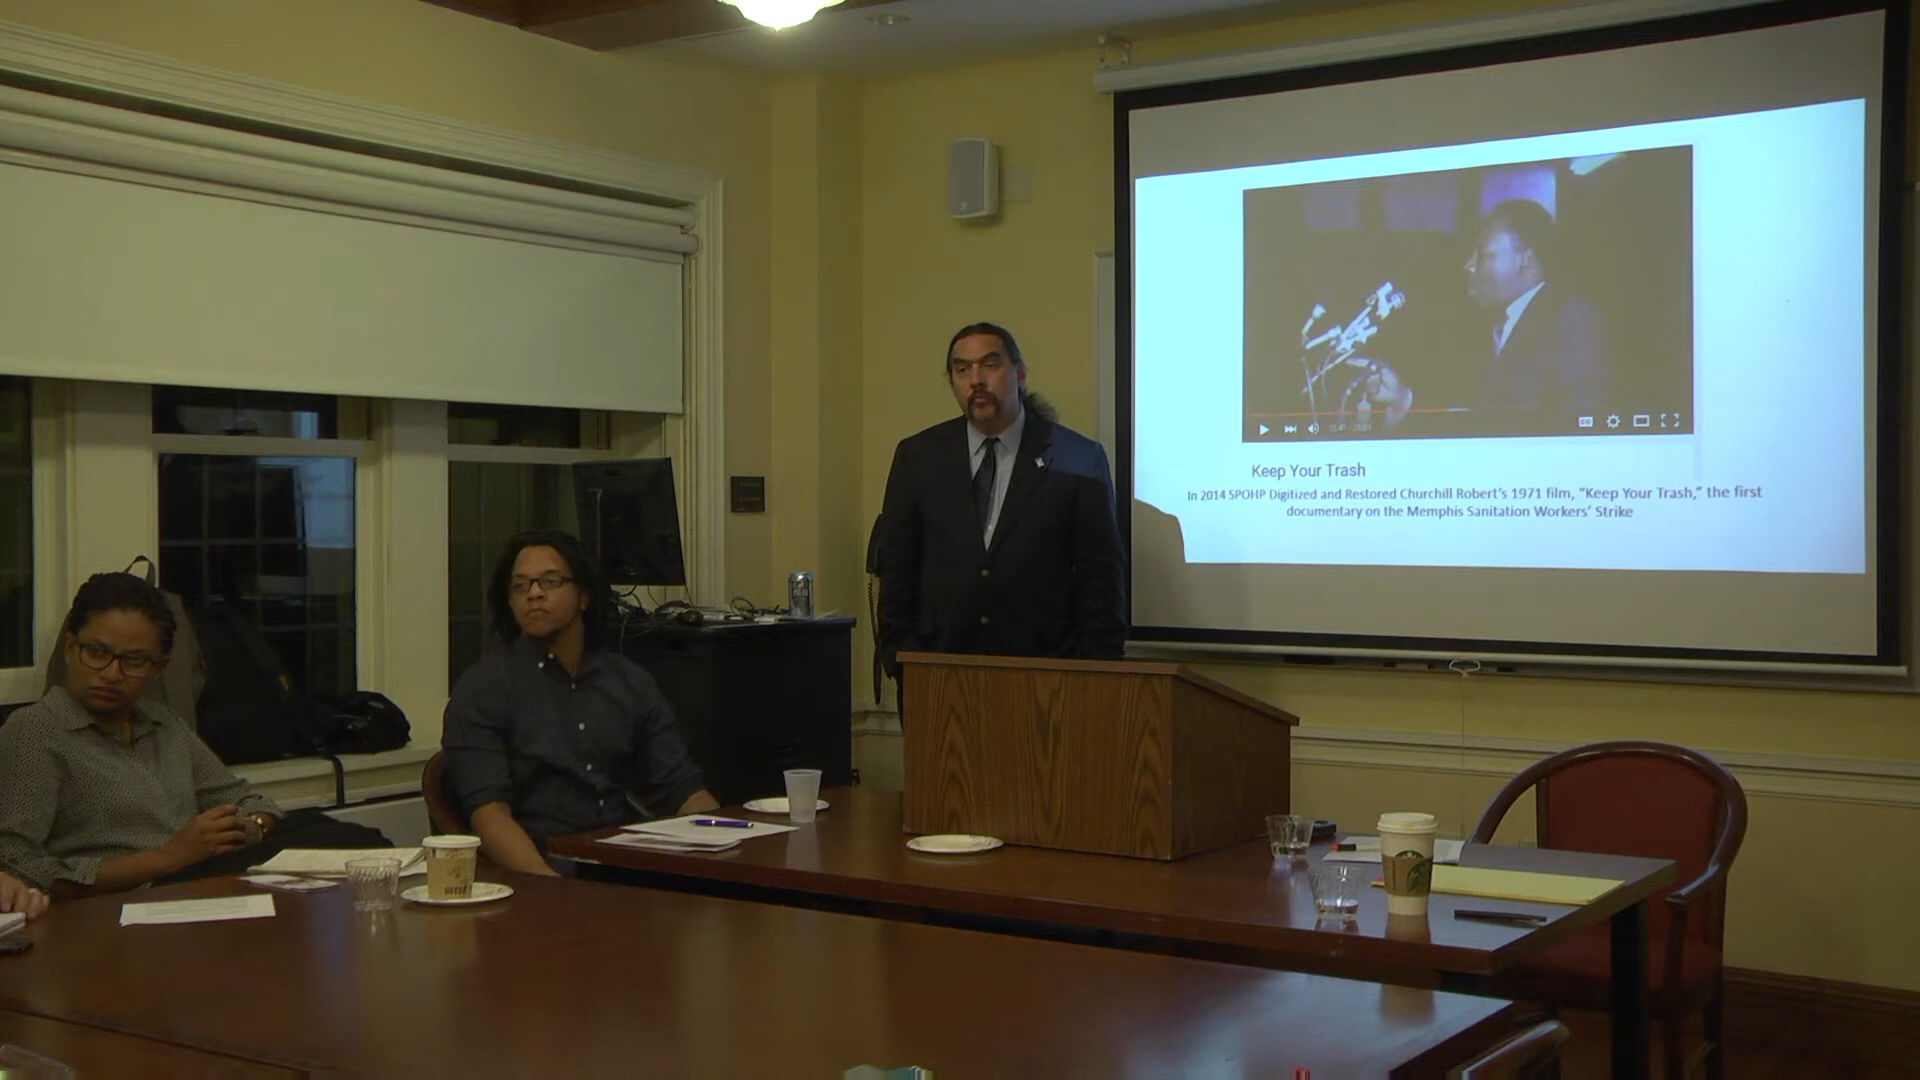 Keep Your Trash
In 2014 SPOHP Digitized and Restored Churchill Robert's 1971 film, "Keep Your Trash," the first
documentary on the Memphis Sanitation Workers' Strike